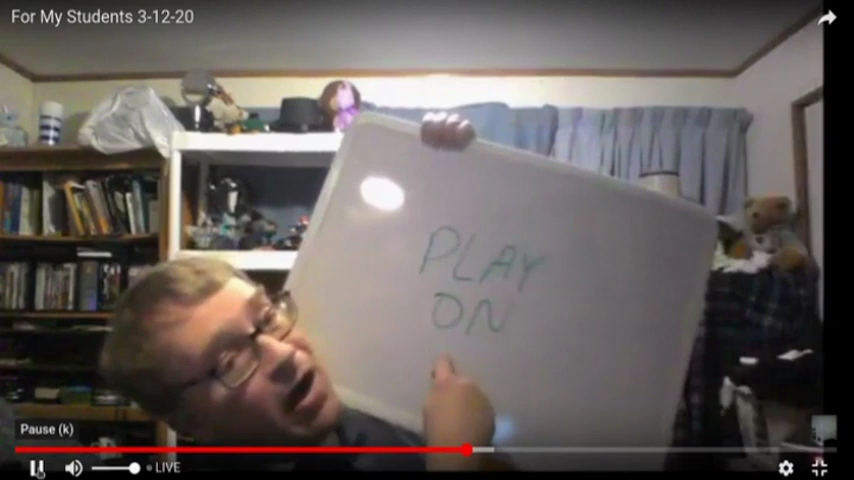 For My Students 3-12-20
PLAY
ON
Pause (k)
LIVE